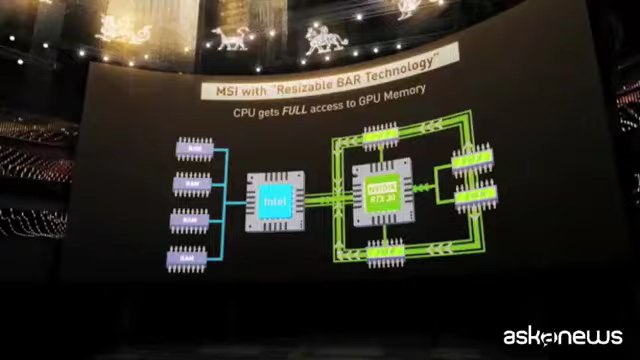 MSI with "Resizable BAR Technology"
CPU gets FULL access to GPU Memory
RAM
RAM
RAM
RAM
Intel
NVIDIA
RTX 30
askanews